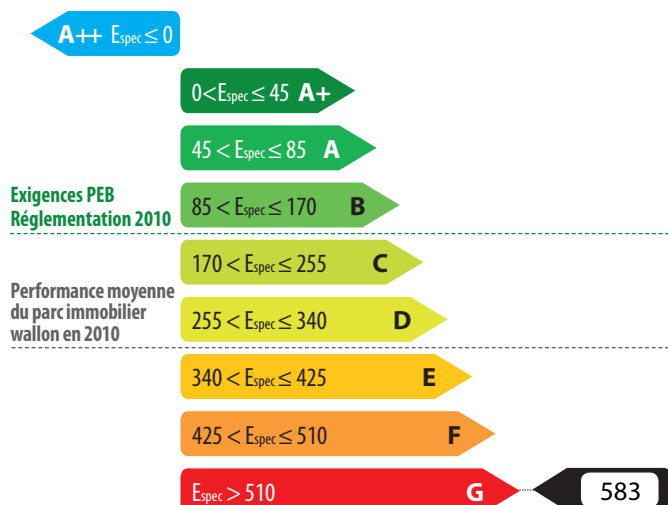 A++ Espec ≤ 0
0<Espec ≤ 45 A+
45 < Espec ≤ 85 A
Exigences PEB
Réglementation 2010
85 < Espec ≤ 170 B
170 < Espec ≤ 255 C
Performance moyenne
du parc immobilier
wallon en 2010
255 < Espec ≤ 340 D
340 < Espec ≤ 425 E
425 < Espec ≤ 510 F
Espec > 510 G 583